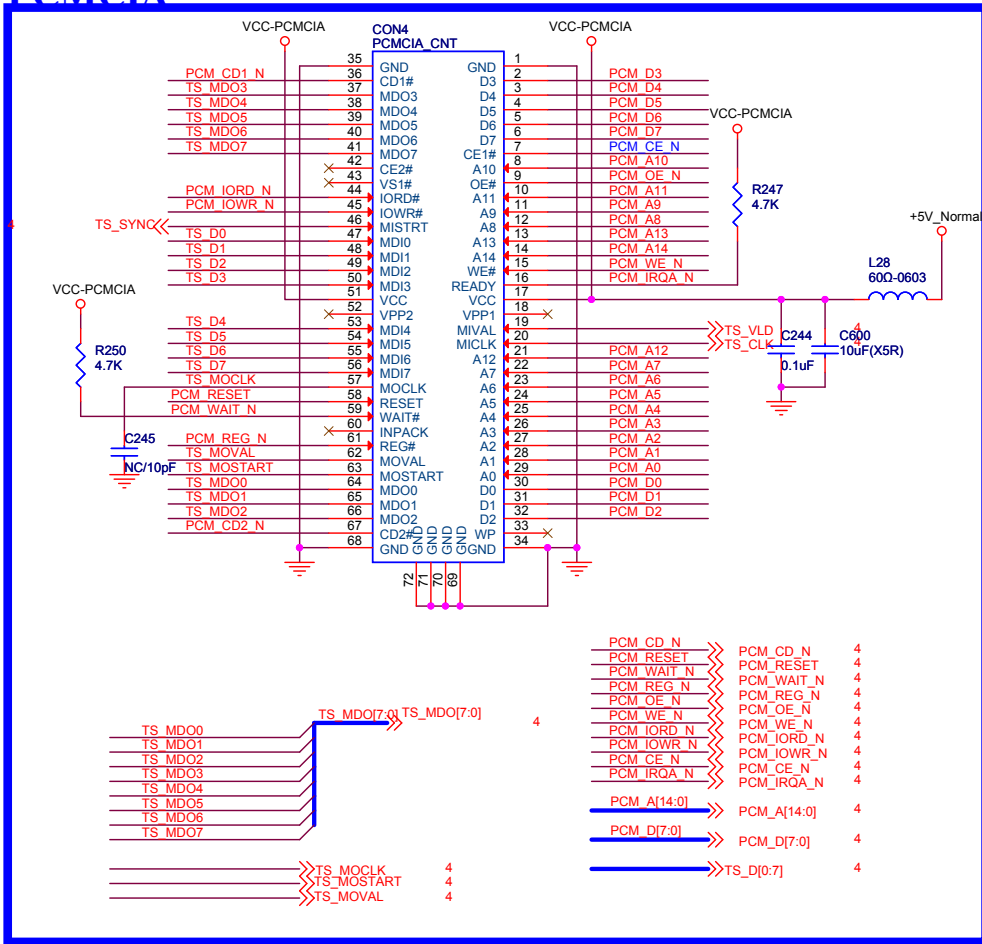 PCMCIA
VCC-PCMCIA
CON4
PCMCIA_CNT
VCC-PCMCIA
35 GND GND 1
PCM_CD1_N 36 CD1# D3 2 PCM_D3
TS_MDO3 37 MDO3 D4 3 PCM_D4
TS_MDO4 38 MDO4 D5 4 PCM_D5
TS_MDO5 39 MDO5 D6 5 PCM_D6
TS_MDO6 40 MDO6 D7 6 PCM_D7
TS_MDO7 41 MDO7 CE1# 7 PCM_CE_N
42 CE2# A10 8 PCM_A10
43 VS1# OE# 9 PCM_OE_N
PCM_IORD_N 44 IORD# A11 10 PCM_A11
PCM_IOWR_N 45 IOWR# A9 11 PCM_A9
4 TS_SYNC 46 MISTRT A8 12 PCM_A8
TS_D0 47 MDI0 A13 13 PCM_A13
TS_D1 48 MDI1 A14 14 PCM_A14
TS_D2 49 MDI2 WE# 15 PCM_WE_N
TS_D3 50 MDI3 READY 16 PCM_IRQA_N
51 VCC VCC 17
52 VPP2 VPP1 18
TS_D4 53 MDI4 MIVAL 19 TS_VLD 4
TS_D5 54 MDI5 MICLK 20 TS_CLK 4
TS_D6 55 MDI6 A12 21 PCM_A12
TS_D7 56 MDI7 A7 22 PCM_A7
TS_MOCLK 57 MOCLK A6 23 PCM_A6
PCM_RESET 58 RESET A5 24 PCM_A5
PCM_WAIT_N 59 WAIT# A4 25 PCM_A4
60 INPACK A3 26 PCM_A3
PCM_REG_N 61 REG# A2 27 PCM_A2
TS_MOVAL 62 MOVAL A1 28 PCM_A1
TS_MOSTART 63 MOSTART A0 29 PCM_A0
TS_MDO0 64 MDO0 D0 30 PCM_D0
TS_MDO1 65 MDO1 D1 31 PCM_D1
TS_MDO2 66 MDO2 D2 32 PCM_D2
PCM_CD2_N 67 CD2# WP 33
68 GND GND 34
GND GND GND GND
72 71 70 69
VCC-PCMCIA
R247
4.7K
+5V_Normal
L28
60Ω-0603
C244
0.1uF
C600
10uF(X5R)
VCC-PCMCIA
R250
4.7K
C245
NC/10pF
TS_MDO[7:0] TS_MDO[7:0] 4
TS_MDO0
TS_MDO1
TS_MDO2
TS_MDO3
TS_MDO4
TS_MDO5
TS_MDO6
TS_MDO7
TS_MOCLK 4
TS_MOSTART 4
TS_MOVAL 4
PCM_CD_N PCM_CD_N 4
PCM_RESET PCM_RESET 4
PCM_WAIT_N PCM_WAIT_N 4
PCM_REG_N PCM_REG_N 4
PCM_OE_N PCM_OE_N 4
PCM_WE_N PCM_WE_N 4
PCM_IORD_N PCM_IORD_N 4
PCM_IOWR_N PCM_IOWR_N 4
PCM_CE_N PCM_CE_N 4
PCM_IRQA_N PCM_IRQA_N 4
PCM_A[14:0] PCM_A[14:0] 4
PCM_D[7:0] PCM_D[7:0] 4
TS_D[0:7] 4